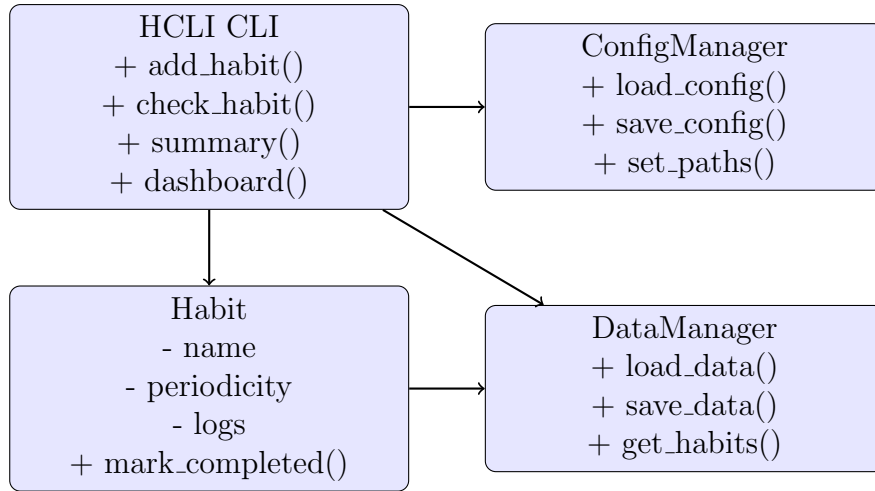 HCLI CLI
+ add_habit()
+ check_habit()
+ summary()
+ dashboard()
ConfigManager
+ load_config()
+ save_config()
+ set_paths()
Habit
- name
- periodicity
- logs
+ mark_completed()
DataManager
+ load_data()
+ save_data()
+ get_habits()